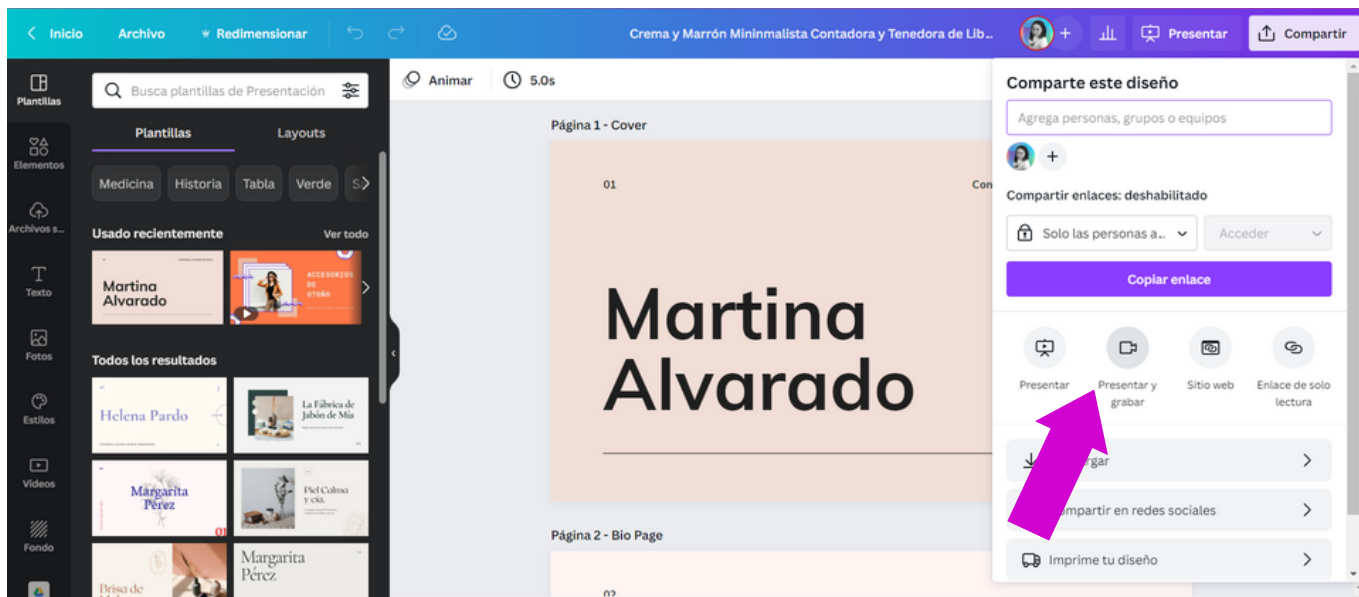 Inicio
Archivo
Redimensionar
Crema y Marrón Mininmalista Contadora y Tenedora de Lib...
Presentar
Compartir
Plantillas
Elementos
Archivos s...
Texto
Fotos
Estilos
Videos
Fondo
Busca plantillas de Presentación
Plantillas
Layouts
Medicina
Historia
Tabla
Verde
Usado recientemente
Ver todo
Martina
Alvarado
ACCESORIOS
DE
OTOÑO
Todos los resultados
Helena Pardo
La Fábrica de
Jabón de Mia
Margarita
Pérez
01
Piel Calma
y cía.
Brisa de
Margarita
Pérez
Animar
5.0s
Página 1 - Cover
01
Martina
Alvarado
Página 2 - Bio Page
02
Comparte este diseño
Agrega personas, grupos o equipos
Compartir enlaces: deshabilitado
Solo las personas a...
Acceder
Copiar enlace
Presentar
Presentar y
grabar
Sitio web
Enlace de solo
lectura
Compartir en redes sociales
Imprime tu diseño